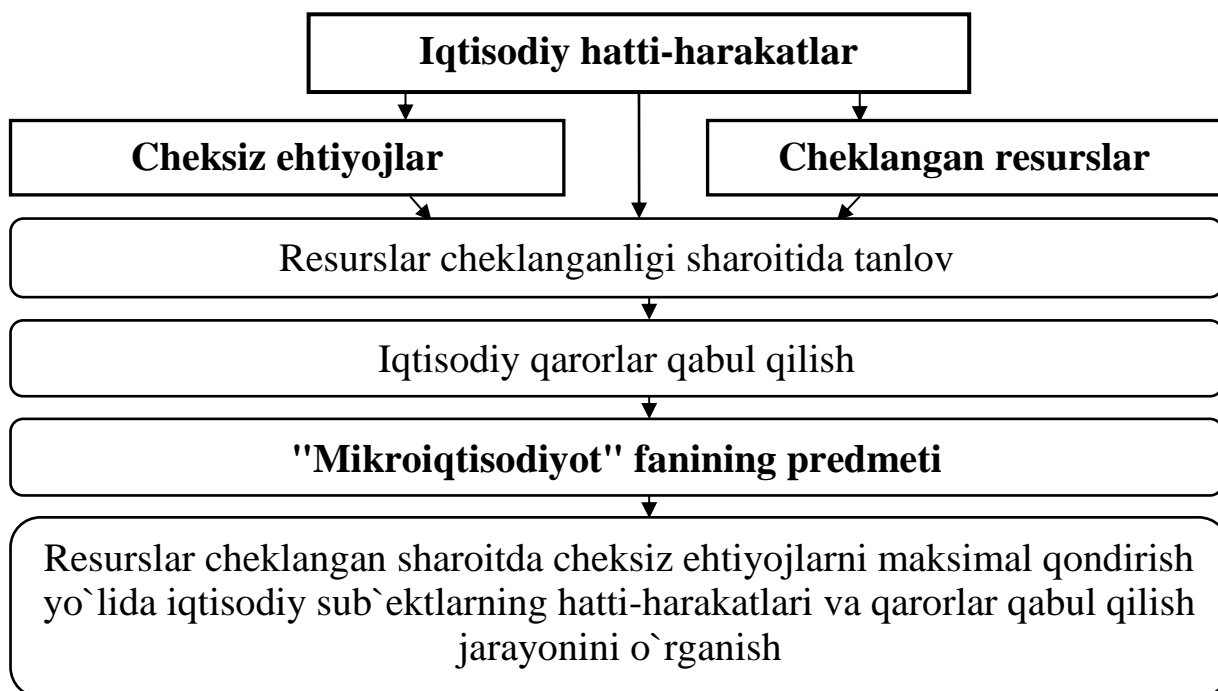 Iqtisodiy hatti-harakatlar
Cheksiz ehtiyojlar
Cheklangan resurslar
Resurslar cheklanganligi sharoitida tanlov
Iqtisodiy qarorlar qabul qilish
"Mikroiqtisodiyot" fanining predmeti
Resurslar cheklangan sharoitda cheksiz ehtiyojlarni maksimal qondirish
yo`lida iqtisodiy sub`ektlarning hatti-harakatlari va qarorlar qabul qilish
jarayonini o`rganish